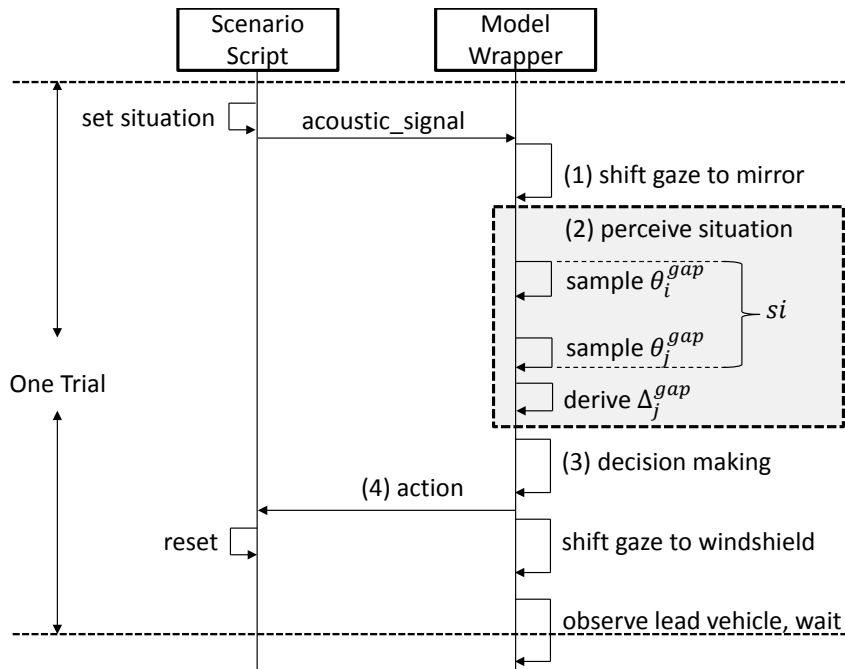 Scenario
Script
Model
Wrapper
set situation
acoustic_signal
(1) shift gaze to mirror
(2) perceive situation
sample θ_i^{gap}
si
sample θ_j^{gap}
One Trial
derive Δ_j^{gap}
(3) decision making
(4) action
reset
shift gaze to windshield
observe lead vehicle, wait